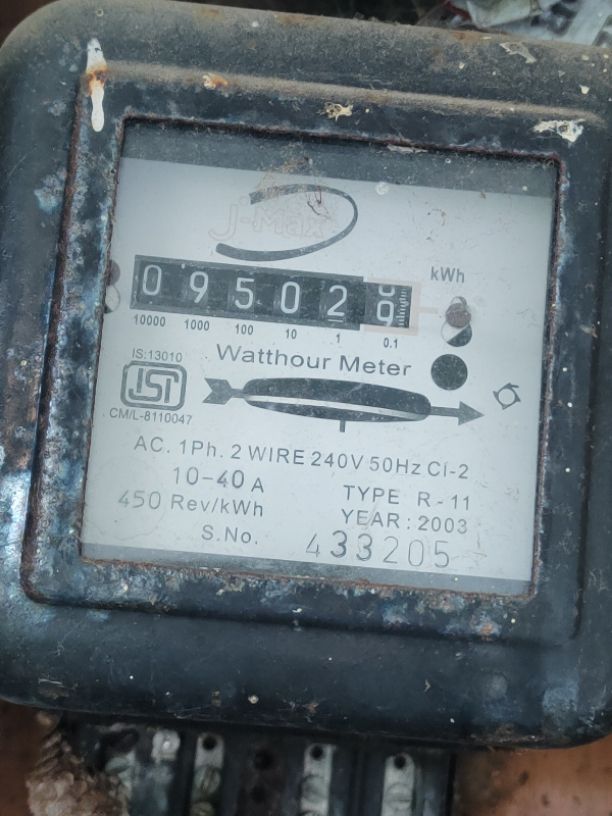 J-Max
kWh
0 9 5 0 2 9
10000 1000 100 10 1 0.1
IS:13010
Watthour Meter
ISI
CM/L-8110047
AC. 1Ph. 2 WIRE 240V 50Hz Cl-2
10-40 A TYPE R-11
450 Rev/kWh YEAR: 2003
S.No. 433205